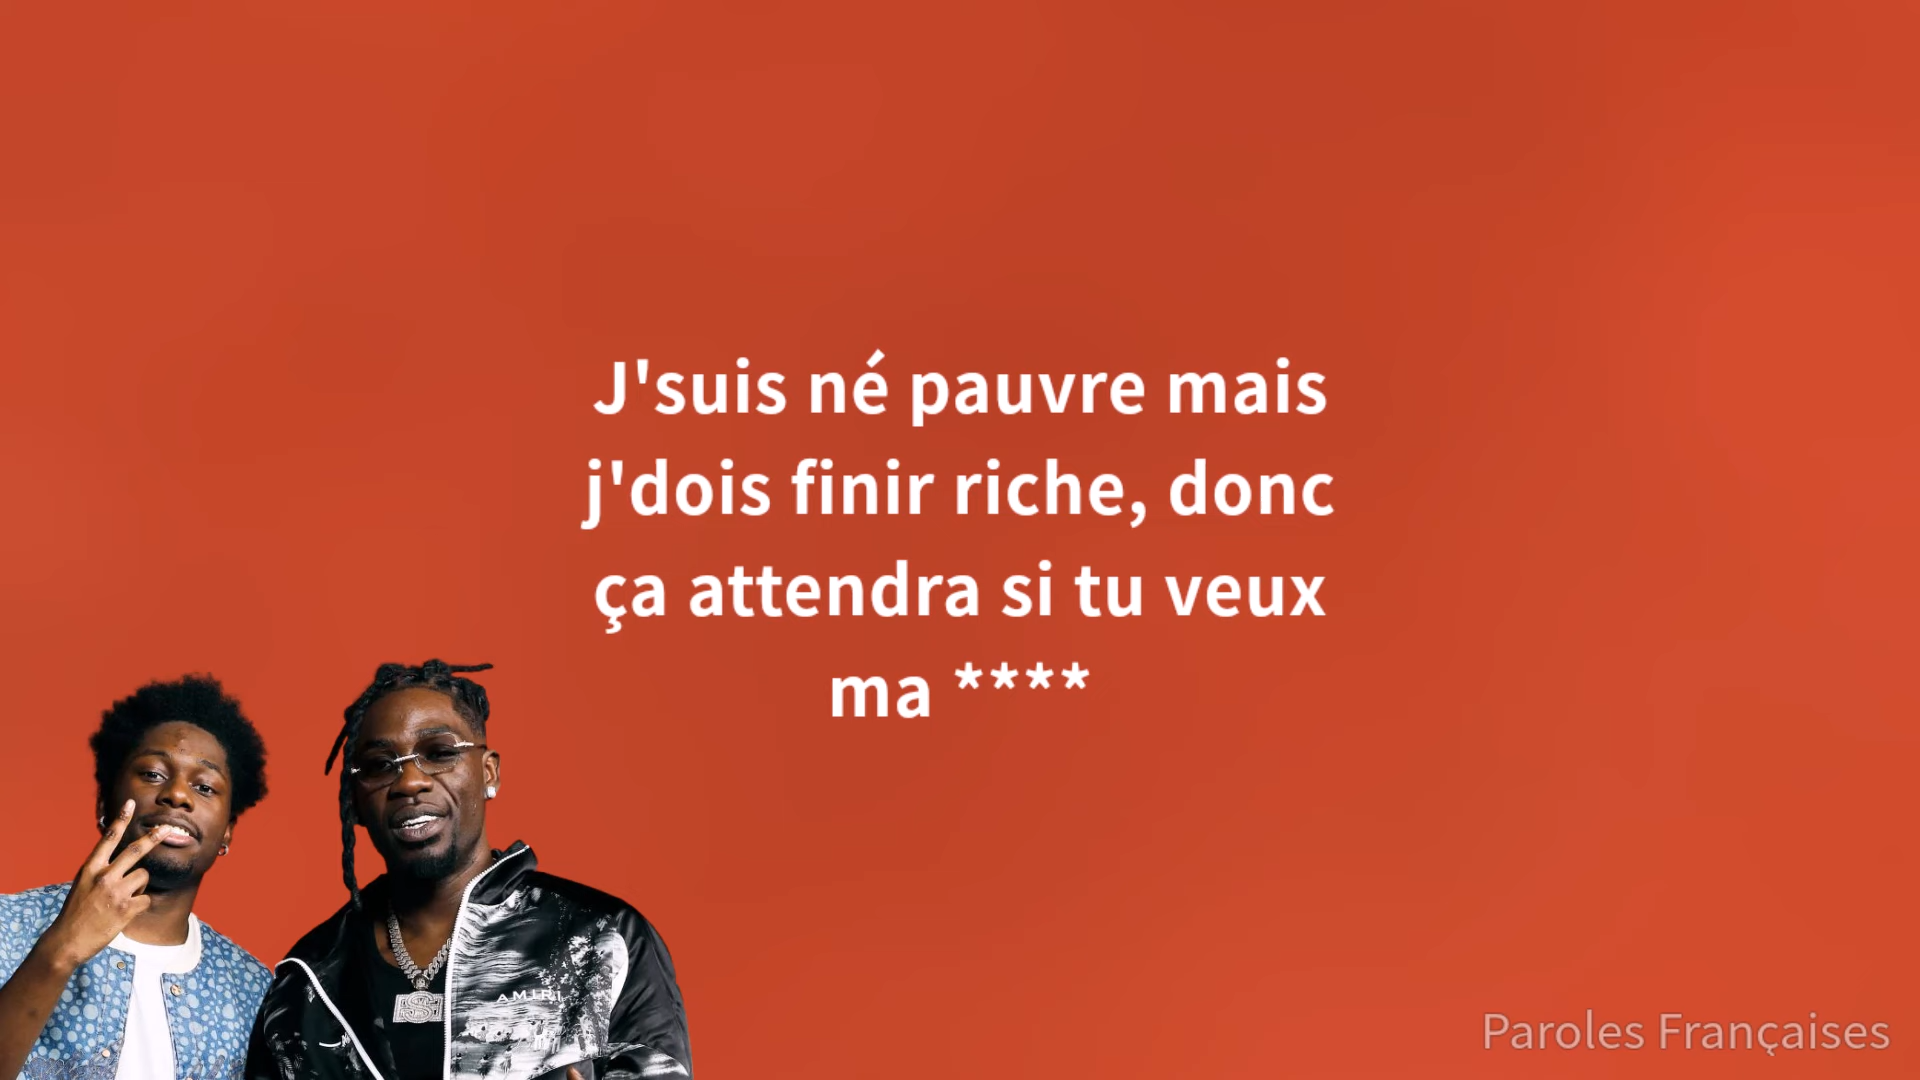 J'suis né pauvre mais
j'dois finir riche, donc
ça attendra si tu veux
ma ****
AMIRI
Paroles Françaises